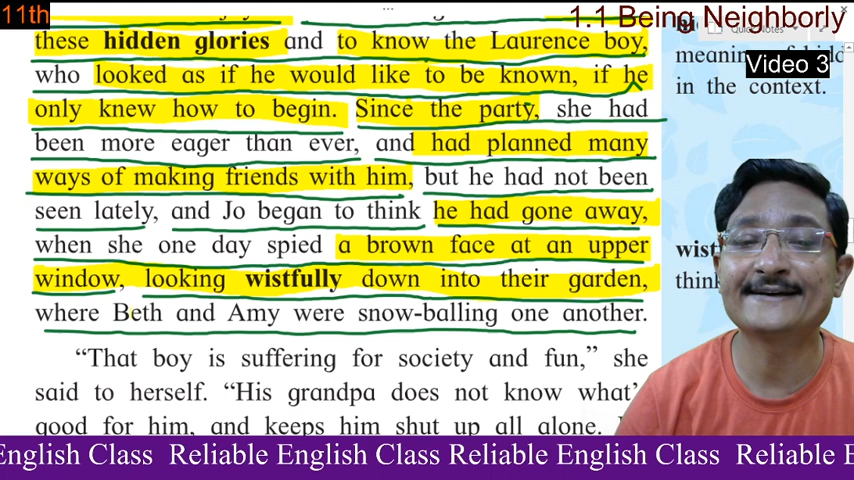 11th
1.1 Being Neighborly
these hidden glories and to know the Laurence boy,
who looked as if he would like to be known, if he
only knew how to begin. Since the party, she had
been more eager than ever, and had planned many
ways of making friends with him, but he had not been
seen lately, and Jo began to think he had gone away,
when she one day spied a brown face at an upper
window, looking wistfully down into their garden,
where Beth and Amy were snow-balling one another.
“That boy is suffering for society and fun,” she
said to herself. “His grandpa does not know what’s
good for him, and keeps him shut up all alone.
Quick Notes
Video 3
in the context.
English Class Reliable English Class Reliable English Class Reliable